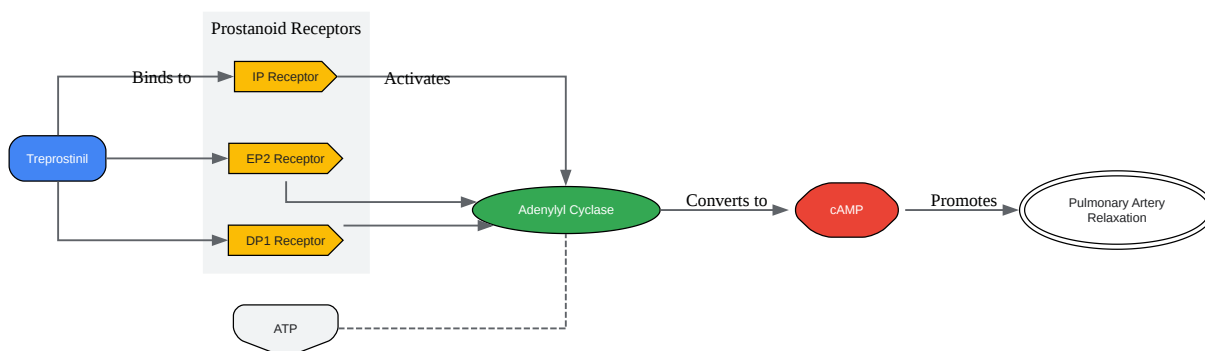 Prostanoid Receptors
Binds to
IP Receptor
Activates
Treprostinil
EP2 Receptor
DP1 Receptor
Adenylyl Cyclase
Converts to
cAMP
Promotes
Pulmonary Artery
Relaxation
ATP